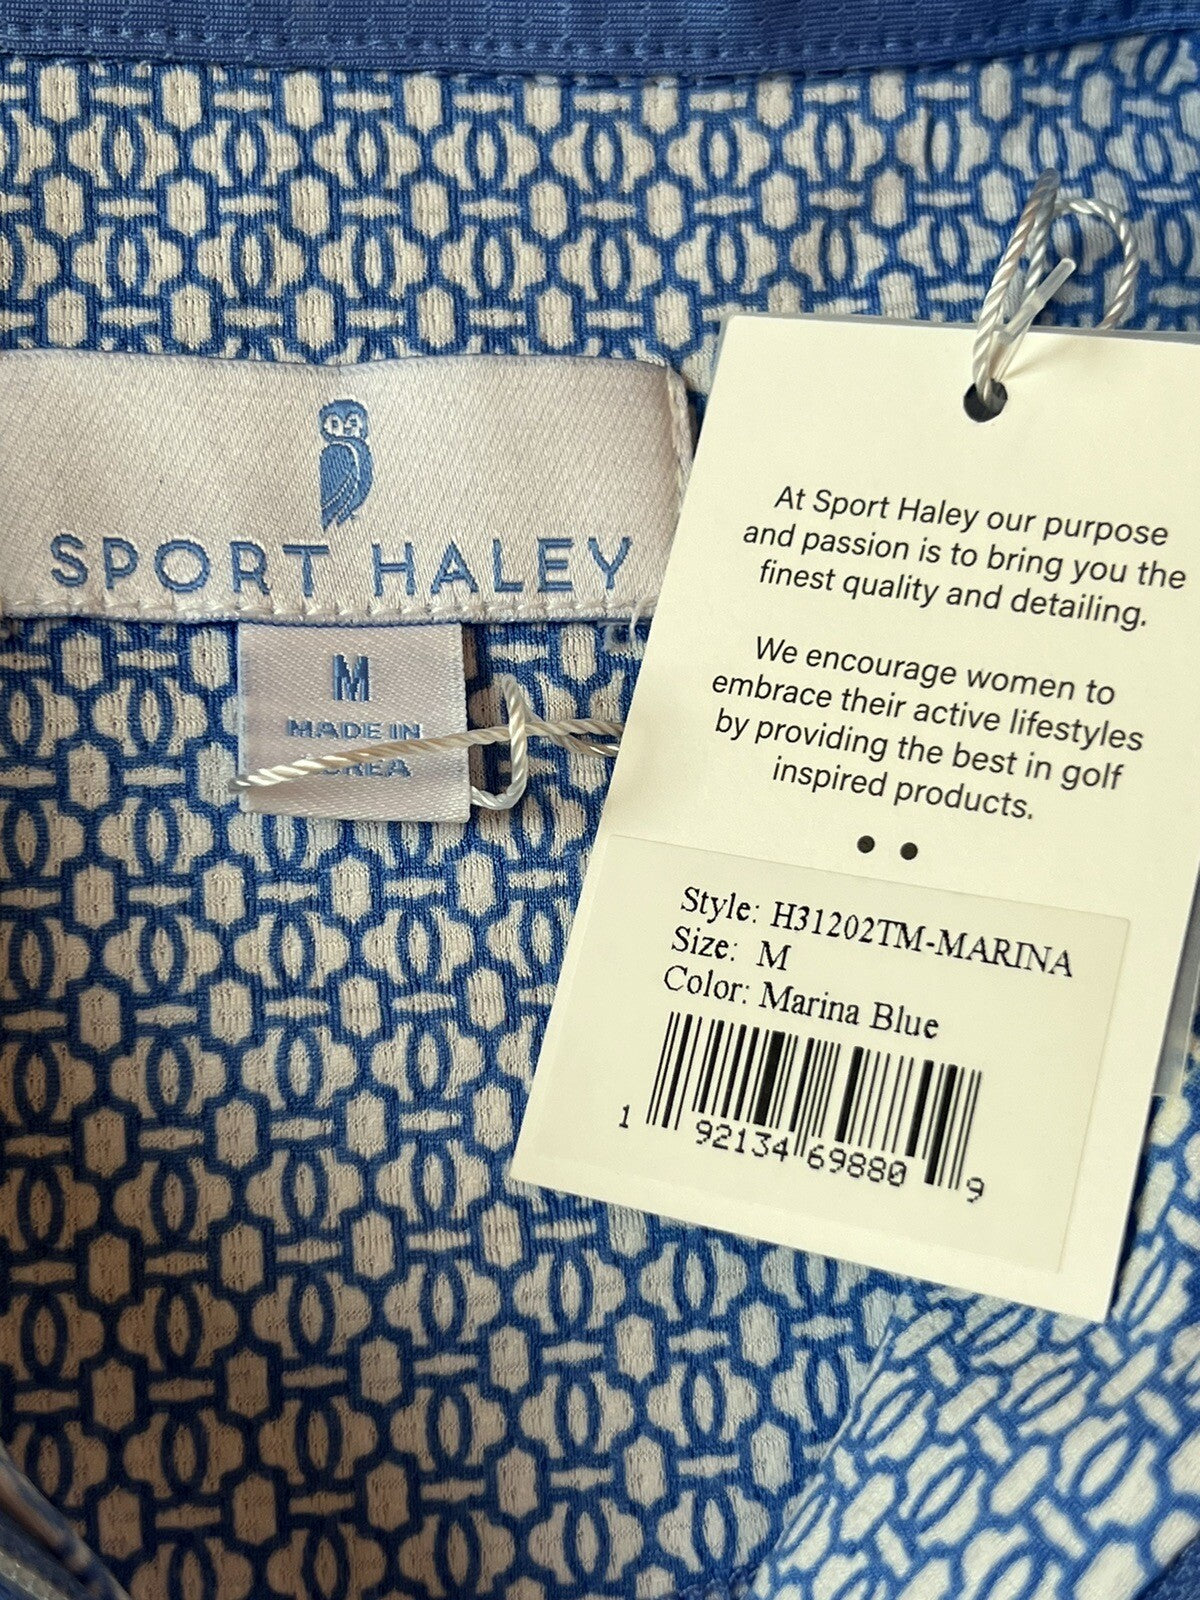 SPORT HALEY
M
MADE IN
KOREA
At Sport Haley our purpose
and passion is to bring you the
finest quality and detailing.
We encourage women to
embrace their active lifestyles
by providing the best in golf
inspired products.
Style: H31202TM-MARINA
Size: M
Color: Marina Blue
1 92134 69880 9